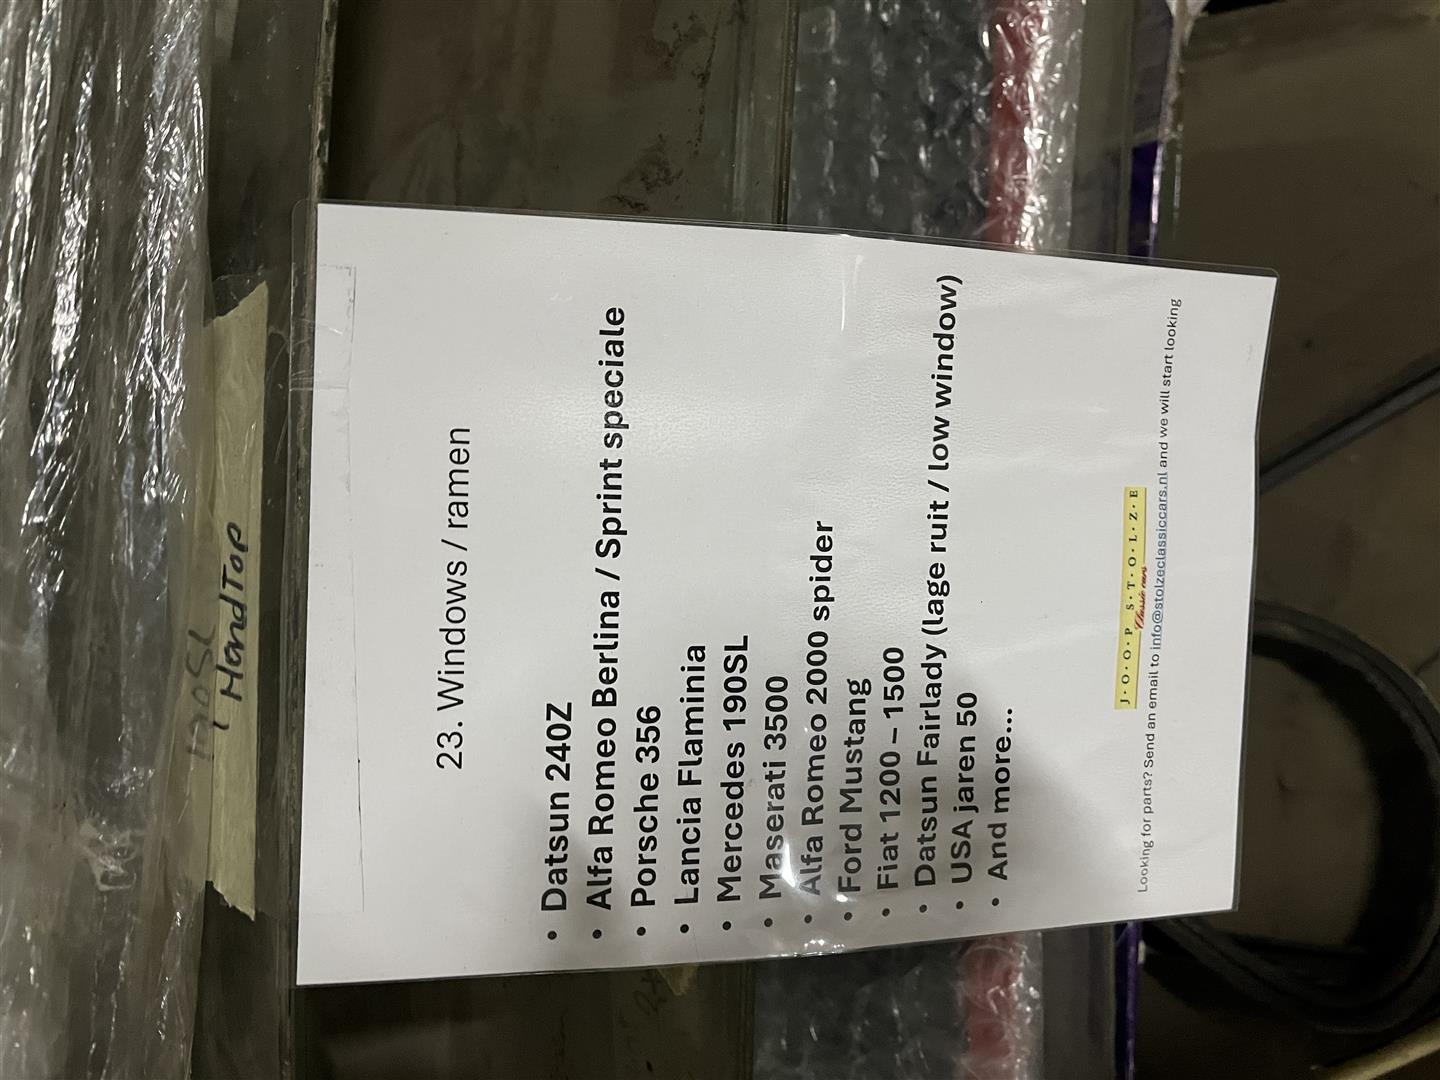 190SL
HardTop
23. Windows / ramen
• Datsun 240Z
• Alfa Romeo Berlina / Sprint speciale
• Porsche 356
• Lancia Flaminia
• Mercedes 190SL
• Maserati 3500
• Alfa Romeo 2000 spider
• Ford Mustang
• Fiat 1200 – 1500
• Datsun Fairlady (lage ruit / low window)
• USA jaren 50
• And more...
J·O·O·P S·T·O·L·Z·E
Classic cars
Looking for parts? Send an email to info@stolzeclassiccars.nl and we will start looking